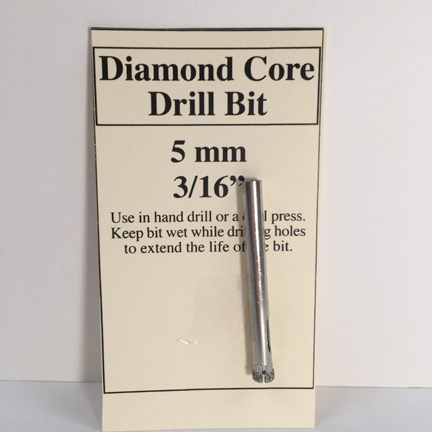 Diamond Core
Drill Bit
5 mm
3/16”
Use in hand drill or a press.
Keep bit wet while holes
to extend the life of bit.